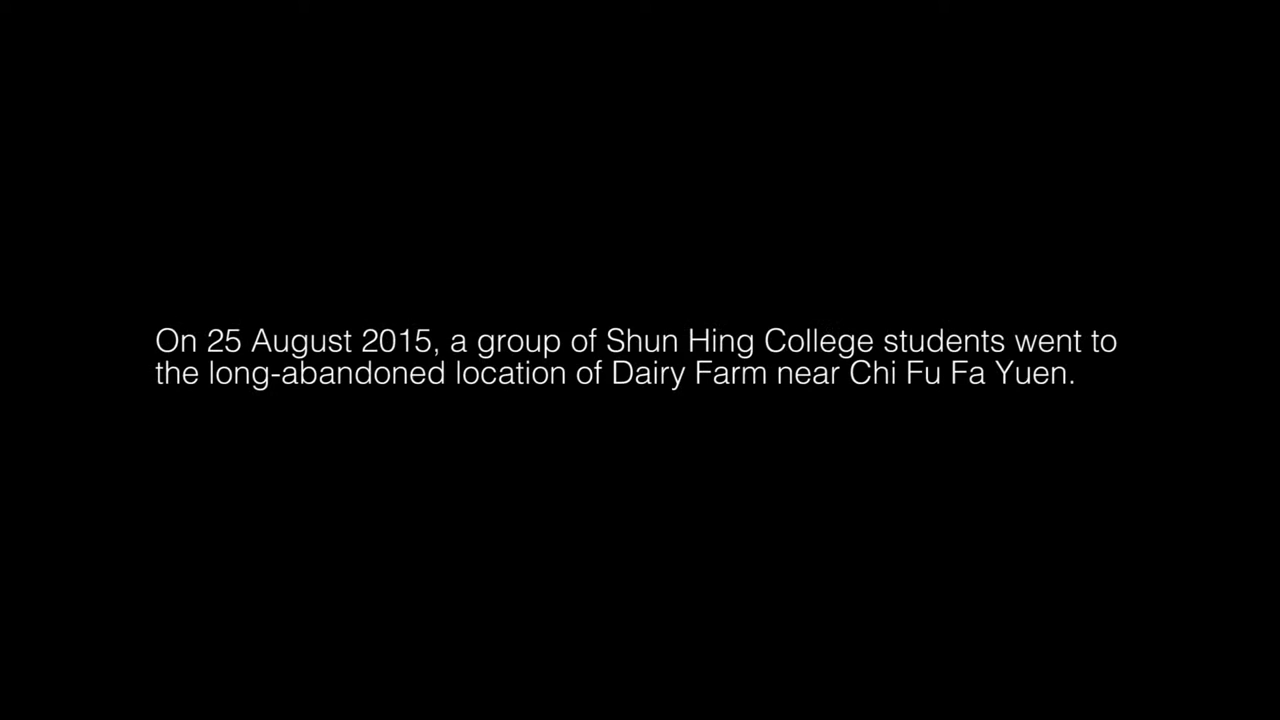 On 25 August 2015, a group of Shun Hing College students went to
the long-abandoned location of Dairy Farm near Chi Fu Fa Yuen.